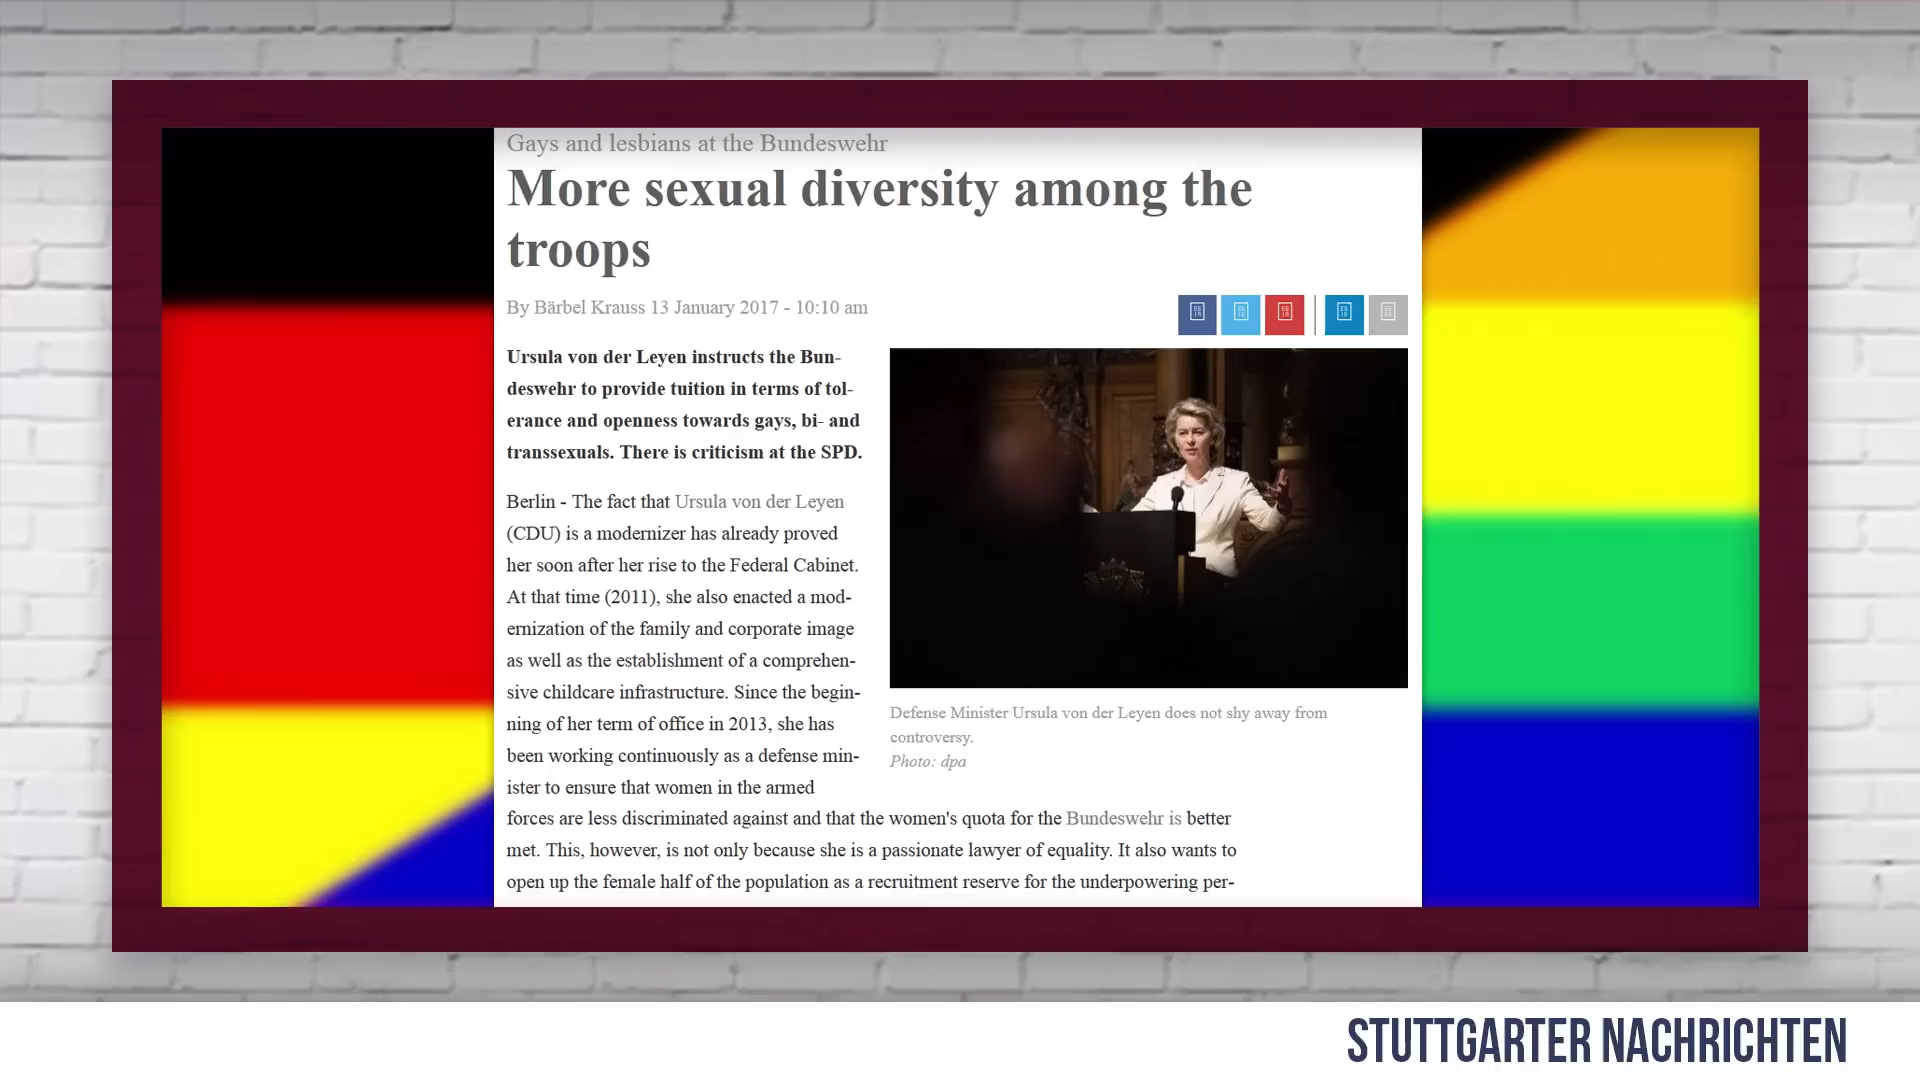 Gays and lesbians at the Bundeswehr
More sexual diversity among the
troops
By Bärbel Krauss 13 January 2017 - 10:10 am
Ursula von der Leyen instructs the Bun-
deswehr to provide tuition in terms of tol-
erance and openness towards gays, bi- and
transsexuals. There is criticism at the SPD.
Berlin - The fact that Ursula von der Leyen
(CDU) is a modernizer has already proved
her soon after her rise to the Federal Cabinet.
At that time (2011), she also enacted a mod-
ernization of the family and corporate image
as well as the establishment of a comprehen-
sive childcare infrastructure. Since the begin-
ning of her term of office in 2013, she has
been working continuously as a defense min-
ister to ensure that women in the armed
forces are less discriminated against and that the women's quota for the Bundeswehr is better
met. This, however, is not only because she is a passionate lawyer of equality. It also wants to
open up the female half of the population as a recruitment reserve for the underpowering per-
Defense Minister Ursula von der Leyen does not shy away from
controversy.
Photo: dpa
STUTTGARTER NACHRICHTEN